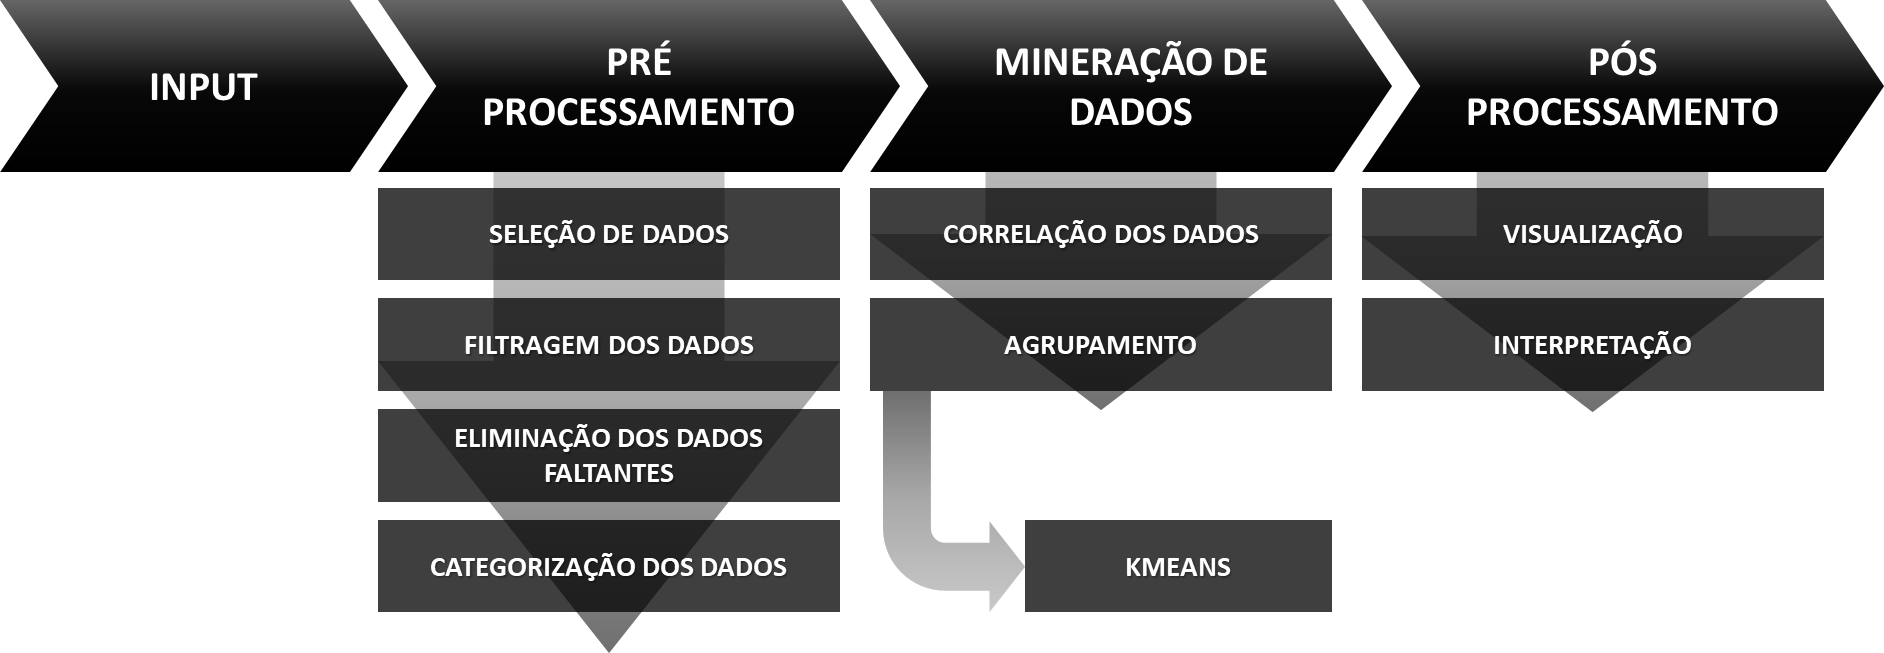 INPUT
PRÉ
PROCESSAMENTO
MINERAÇÃO DE
DADOS
PÓS
PROCESSAMENTO
SELEÇÃO DE DADOS
FILTRAGEM DOS DADOS
ELIMINAÇÃO DOS DADOS
FALTANTES
CATEGORIZAÇÃO DOS DADOS
CORRELAÇÃO DOS DADOS
AGRUPAMENTO
KMEANS
VISUALIZAÇÃO
INTERPRETAÇÃO